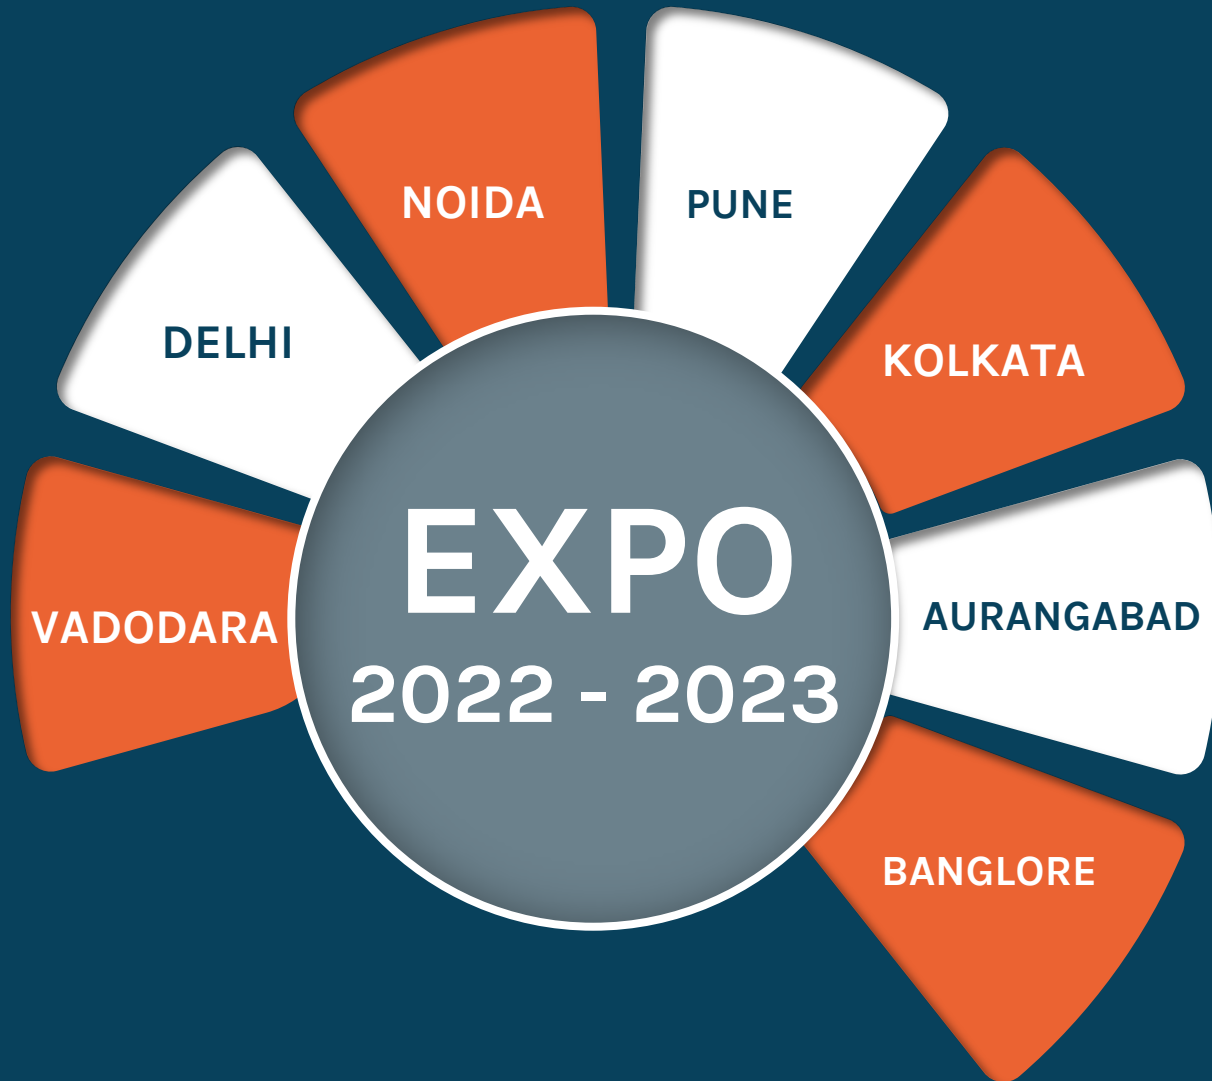 NOIDA
PUNE
DELHI
KOLKATA
EXPO
2022 - 2023
VADODARA
AURANGABAD
BANGLORE